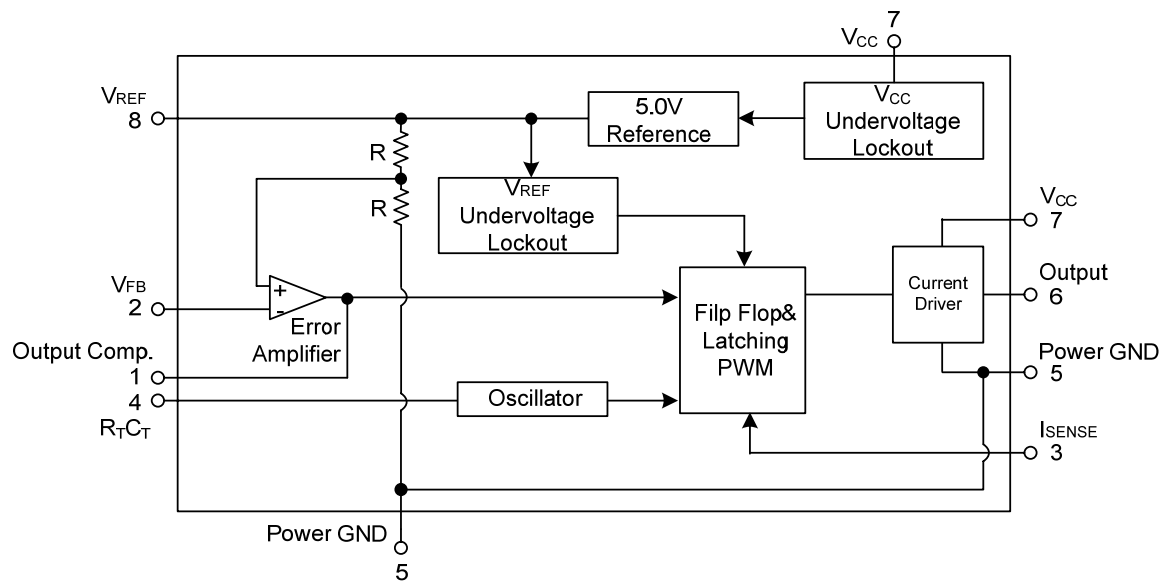 7
VCC
VREF
8
5.0V
Reference
VCC
Undervoltage
Lockout
R
R
VREF
Undervoltage
Lockout
VCC
7
VFB
2
+
-
Error
Amplifier
Filp Flop&
Latching
PWM
Current
Driver
Output
6
Output Comp.
1
Power GND
5
4
RTCT
Oscillator
ISENSE
3
Power GND
5